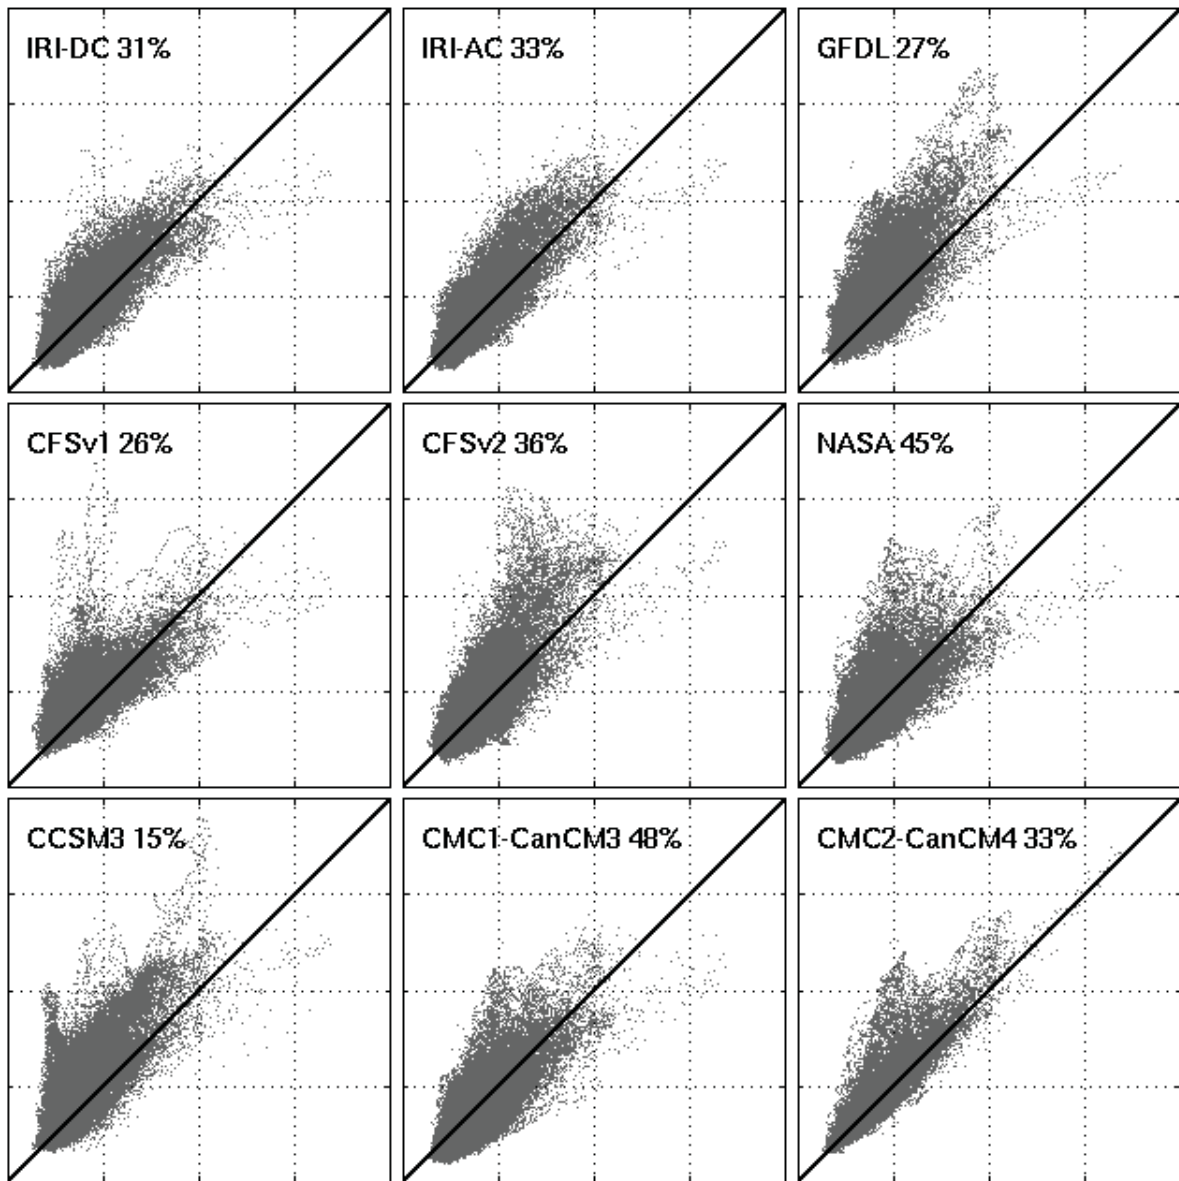 IRI-DC 31%
IRI-AC 33%
GFDL 27%
CFSv1 26%
CFSv2 36%
NASA 45%
CCSM3 15%
CMC1-CanCM3 48%
CMC2-CanCM4 33%